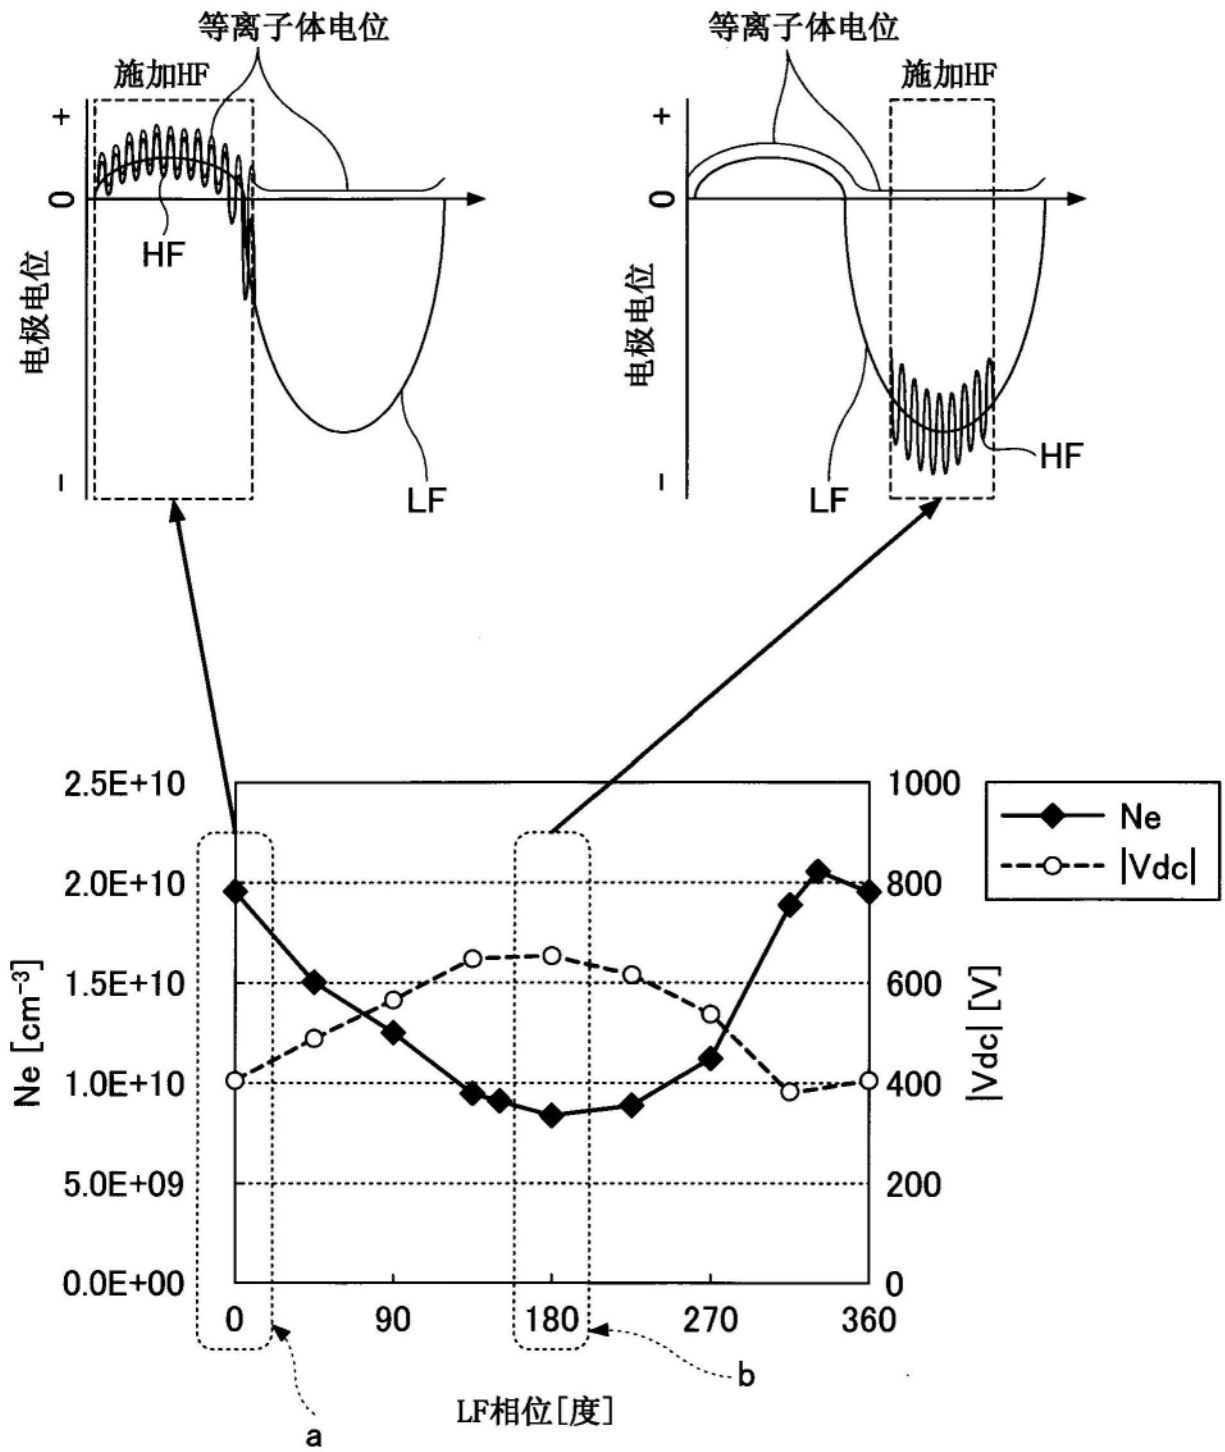 等离子体电位
施加HF
+
0
−
电极电位
HF
LF
等离子体电位
施加HF
+
0
−
电极电位
LF
HF
2.5E+10
2.0E+10
1.5E+10
1.0E+10
5.0E+09
0.0E+00
Ne [cm⁻³]
1000
800
600
400
200
0
|Vdc| [V]
Ne
|Vdc|
0
90
180
270
360
LF相位[度]
a
b